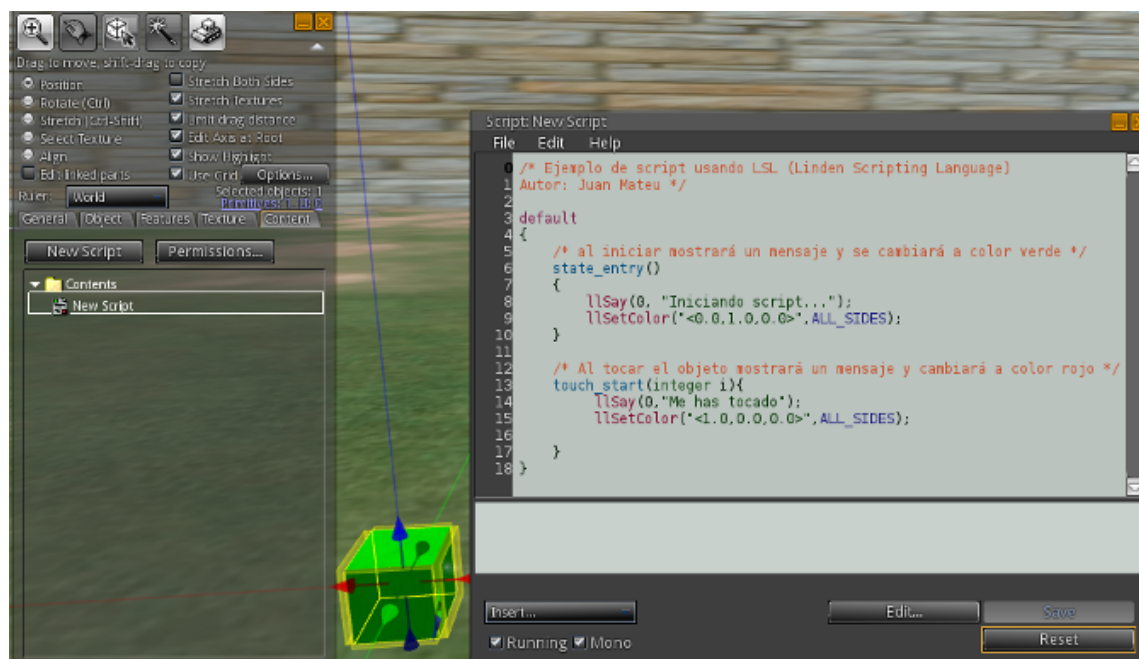 Drag to move, shift-drag to copy
Position
Stretch Both Sides
Rotate (Ctrl)
Stretch Textures
Stretch (Ctrl-Shift)
Limit drag distance
Select Texture
Edit Axis at Root
Align
Show Highlight
Edit linked parts
Use Grid
Options...
Ruler:
World
Selected objects: 1
General
Object
Features
Texture
Content
New Script
Permissions...
Contents
New Script
Script: New Script
File Edit Help
0 /* Ejemplo de script usando LSL (Linden Scripting Language)
1 Autor: Juan Mateu */
2
3 default
4 {
5 /* al iniciar mostrará un mensaje y se cambiará a color verde */
6 state_entry()
7 {
8 llSay(0, "Iniciando script...");
9 llSetColor("<0.0,1.0,0.0>",ALL_SIDES);
10 }
11
12 /* Al tocar el objeto mostrará un mensaje y cambiará a color rojo */
13 touch_start(integer i){
14 llSay(0,"Me has tocado");
15 llSetColor("<1.0,0.0,0.0>",ALL_SIDES);
16
17 }
18 }
Insert...
Edit...
Save
Running
Mono
Reset